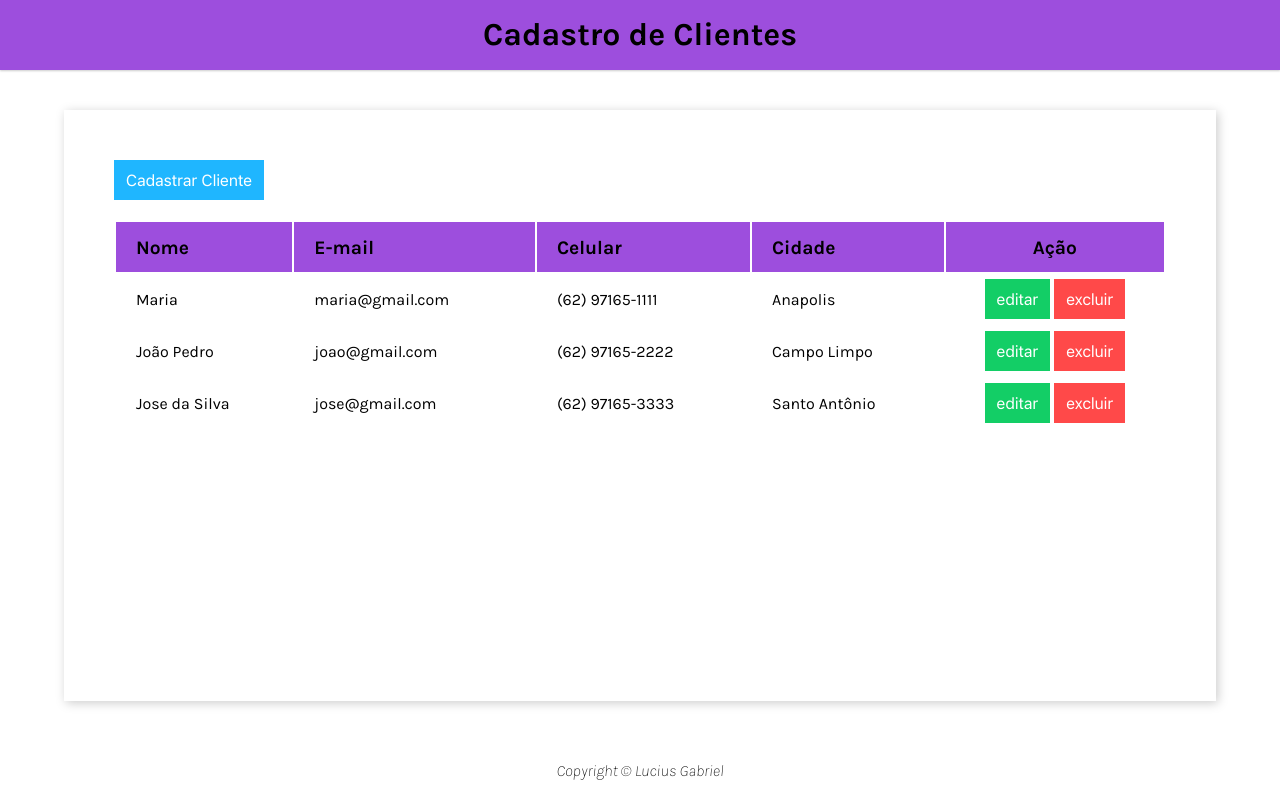 Cadastro de Clientes
Cadastrar Cliente
Nome E-mail Celular Cidade Ação
Maria maria@gmail.com (62) 97165-1111 Anapolis editar excluir
João Pedro joao@gmail.com (62) 97165-2222 Campo Limpo editar excluir
Jose da Silva jose@gmail.com (62) 97165-3333 Santo Antônio editar excluir
Copyright © Lucius Gabriel